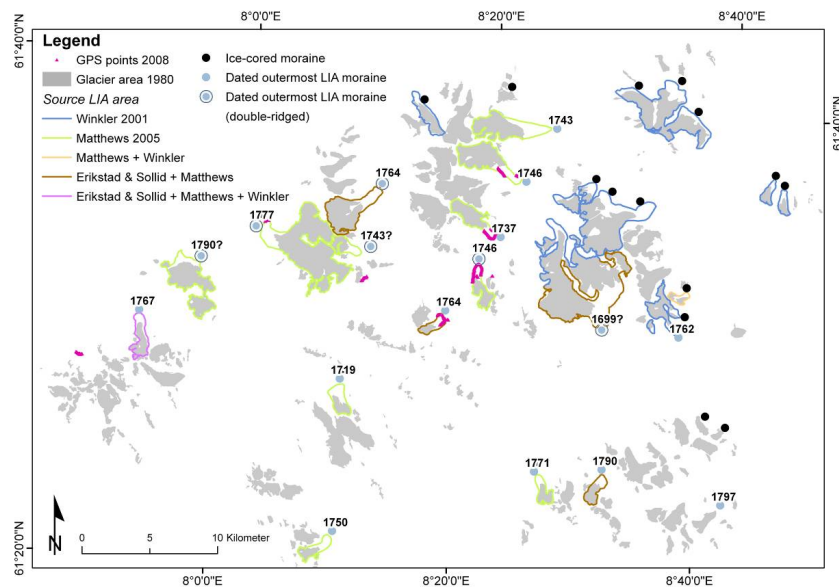 8°0'0"E 8°20'0"E 8°40'0"E
61°40'0"N
61°40'0"N
Legend
GPS points 2008
Glacier area 1980
Source LIA area
Winkler 2001
Matthews 2005
Matthews + Winkler
Erikstad & Sollid + Matthews
Erikstad & Sollid + Matthews + Winkler
Ice-cored moraine
Dated outermost LIA moraine
Dated outermost LIA moraine
(double-ridged)
1743
1764
1746
1777
1737
1743?
1790?
1746
1767
1764
1699?
1762
1719
1771
1790
1797
1750
N
0 5 10 Kilometer
61°20'0"N
61°20'0"N
8°0'0"E 8°20'0"E 8°40'0"E